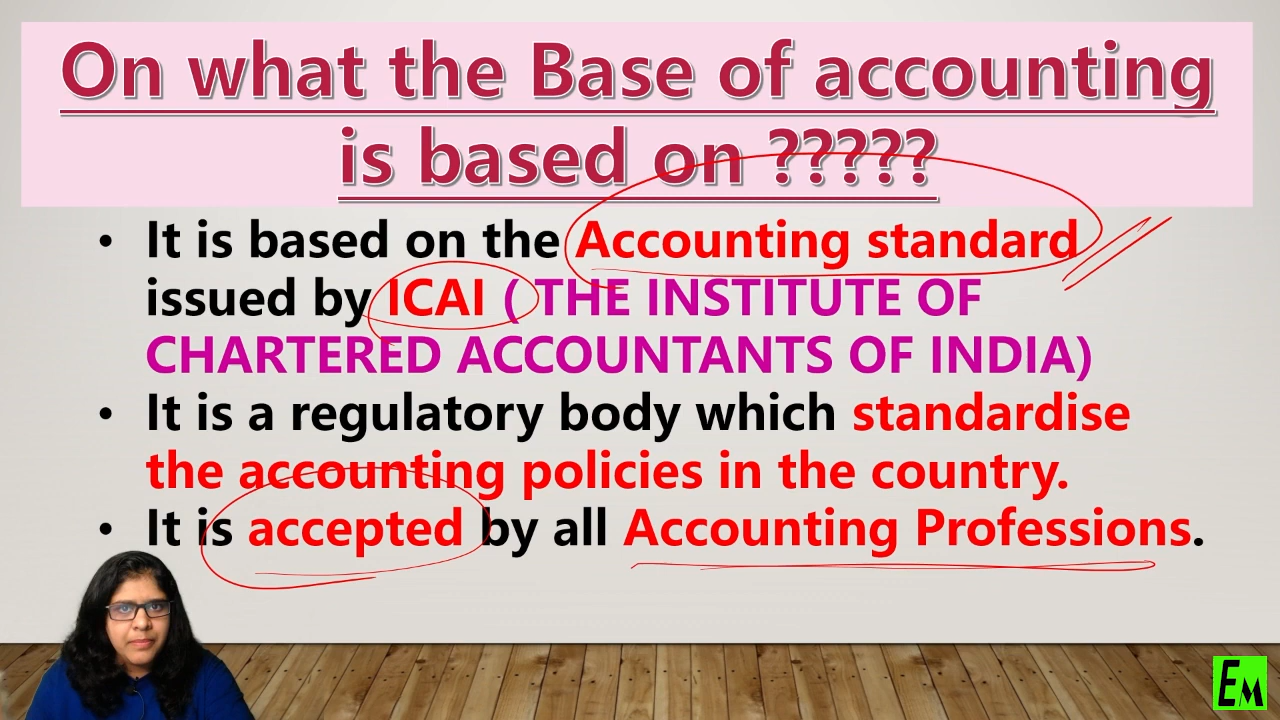 On what the Base of accounting
is based on ?????
• It is based on the Accounting standard
issued by ICAI ( THE INSTITUTE OF
CHARTERED ACCOUNTANTS OF INDIA)
• It is a regulatory body which standardise
the accounting policies in the country.
• It is accepted by all Accounting Professions.
EM